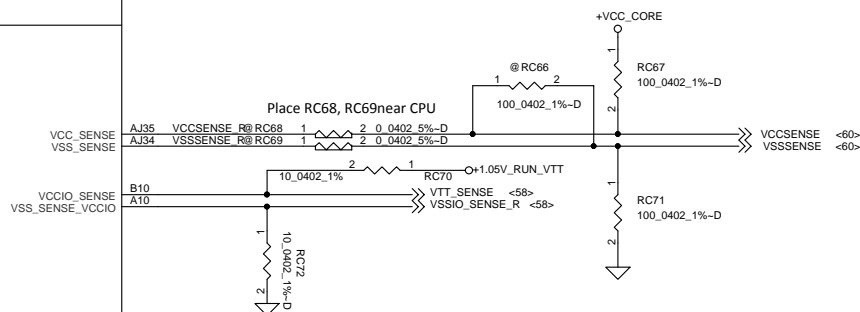 +VCC_CORE
1
@ RC66
1 2
RC67
100_0402_1%~D
100_0402_1%~D
2
Place RC68, RC69near CPU
VCC_SENSE AJ35 VCCSENSE_R @ RC68 1 2 0_0402_5%~D VCCSENSE <60>
VSS_SENSE AJ34 VSSSENSE_R @ RC69 1 2 0_0402_5%~D VSSSENSE <60>
2 1
10_0402_1% RC70 +1.05V_RUN_VTT
VCCIO_SENSE B10 VTT_SENSE <58>
VSS_SENSE_VCCIO A10 VSSIO_SENSE_R <58>
1
RC71
100_0402_1%~D
2
1
RC72
10_0402_1%~D
2